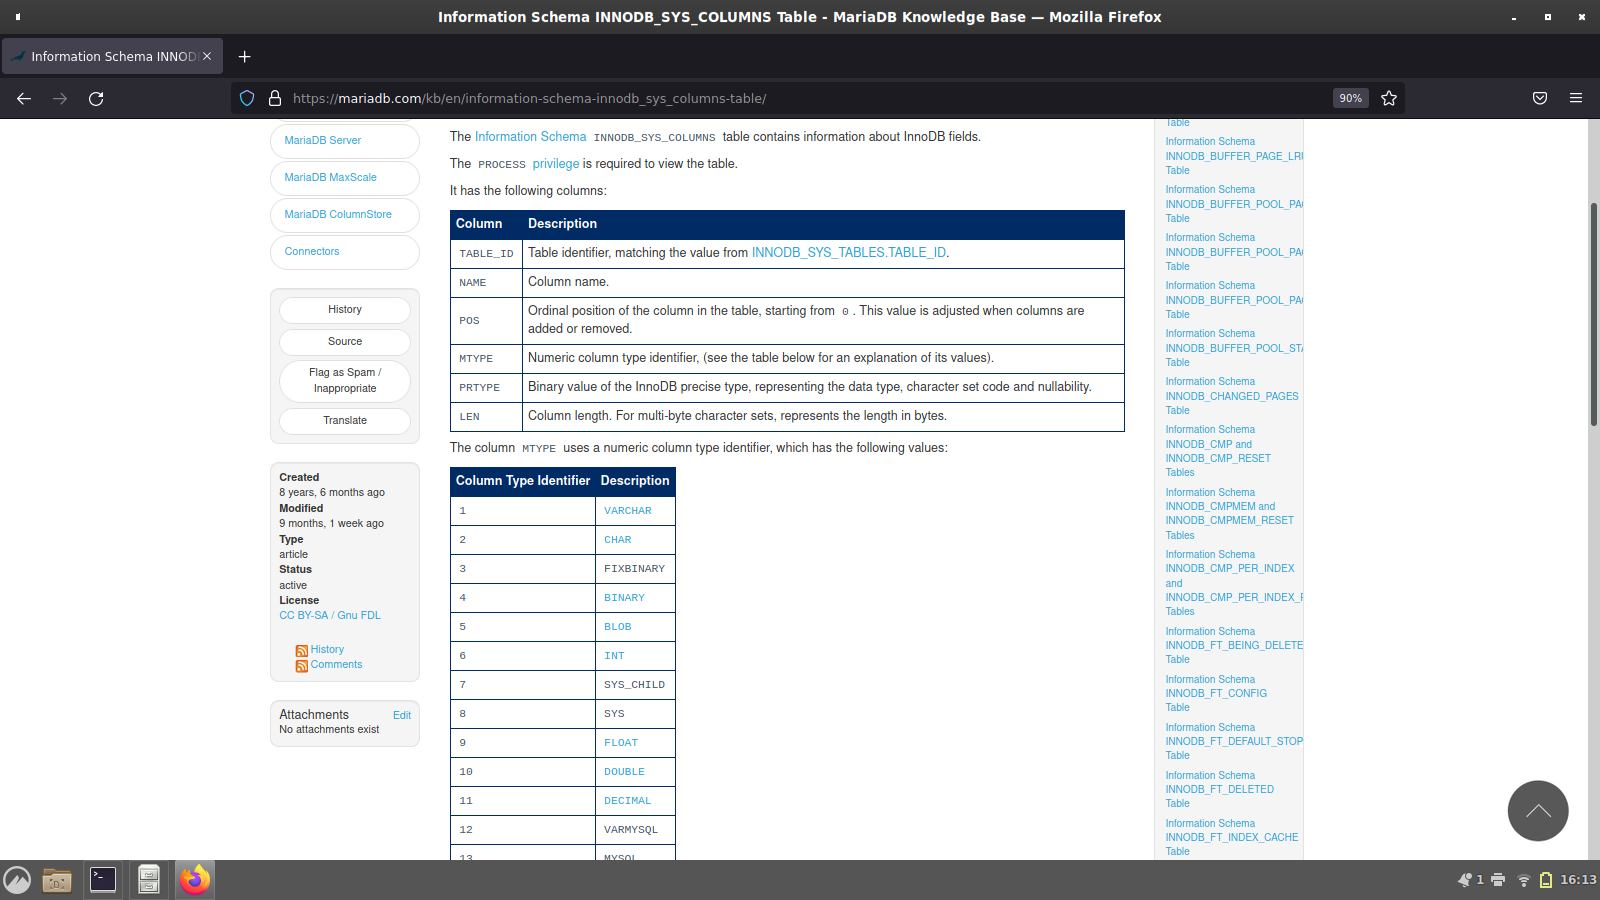 Information Schema INNODB_SYS_COLUMNS Table - MariaDB Knowledge Base — Mozilla Firefox
Information Schema INNOD
https://mariadb.com/kb/en/information-schema-innodb_sys_columns-table/
90%
MariaDB Server
MariaDB MaxScale
MariaDB ColumnStore
Connectors
History
Source
Flag as Spam /
Inappropriate
Translate
Created
8 years, 6 months ago
Modified
9 months, 1 week ago
Type
article
Status
active
License
CC BY-SA / Gnu FDL
History
Comments
Attachments Edit
No attachments exist
The Information Schema INNODB_SYS_COLUMNS table contains information about InnoDB fields.
The PROCESS privilege is required to view the table.
It has the following columns:
Column Description
TABLE_ID Table identifier, matching the value from INNODB_SYS_TABLES.TABLE_ID.
NAME Column name.
POS Ordinal position of the column in the table, starting from 0 . This value is adjusted when columns are
added or removed.
MTYPE Numeric column type identifier, (see the table below for an explanation of its values).
PRTYPE Binary value of the InnoDB precise type, representing the data type, character set code and nullability.
LEN Column length. For multi-byte character sets, represents the length in bytes.
The column MTYPE uses a numeric column type identifier, which has the following values:
Column Type Identifier Description
1 VARCHAR
2 CHAR
3 FIXBINARY
4 BINARY
5 BLOB
6 INT
7 SYS_CHILD
8 SYS
9 FLOAT
10 DOUBLE
11 DECIMAL
12 VARMYSQL
13 MYSQL
Table
Information Schema
INNODB_BUFFER_PAGE_LR
Table
Information Schema
INNODB_BUFFER_POOL_PA
Table
Information Schema
INNODB_BUFFER_POOL_PA
Table
Information Schema
INNODB_BUFFER_POOL_PA
Table
Information Schema
INNODB_BUFFER_POOL_STA
Table
Information Schema
INNODB_CHANGED_PAGES
Table
Information Schema
INNODB_CMP and
INNODB_CMP_RESET
Tables
Information Schema
INNODB_CMPMEM and
INNODB_CMPMEM_RESET
Tables
Information Schema
INNODB_CMP_PER_INDEX
and
INNODB_CMP_PER_INDEX_R
Tables
Information Schema
INNODB_FT_BEING_DELETE
Table
Information Schema
INNODB_FT_CONFIG
Table
Information Schema
INNODB_FT_DEFAULT_STOP
Table
Information Schema
INNODB_FT_DELETED
Table
Information Schema
INNODB_FT_INDEX_CACHE
Table
1
16:13